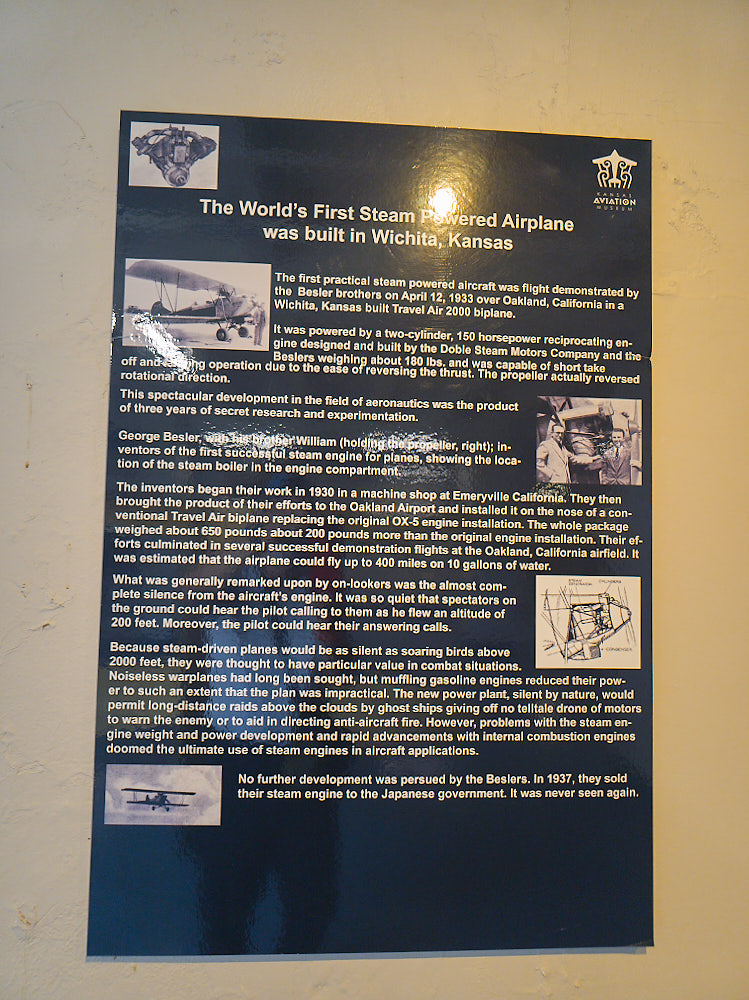 KANSAS
AVIATION
MUSEUM
The World's First Steam Powered Airplane
was built in Wichita, Kansas
The first practical steam powered aircraft was flight demonstrated by
the Besler brothers on April 12, 1933 over Oakland, California in a
Wichita, Kansas built Travel Air 2000 biplane.
It was powered by a two-cylinder, 150 horsepower reciprocating en-
gine designed and built by the Doble Steam Motors Company and the
Beslers weighing about 180 lbs. and was capable of short take
off and landing operation due to the ease of reversing the thrust. The propeller actually reversed
rotational direction.
This spectacular development in the field of aeronautics was the product
of three years of secret research and experimentation.
George Besler, with his brother William (holding the propeller, right); in-
ventors of the first successful steam engine for planes, showing the loca-
tion of the steam boiler in the engine compartment.
The inventors began their work in 1930 in a machine shop at Emeryville California. They then
brought the product of their efforts to the Oakland Airport and installed it on the nose of a con-
ventional Travel Air biplane replacing the original OX-5 engine installation. The whole package
weighed about 650 pounds about 200 pounds more than the original engine installation. Their ef-
forts culminated in several successful demonstration flights at the Oakland, California airfield. It
was estimated that the airplane could fly up to 400 miles on 10 gallons of water.
What was generally remarked upon by on-lookers was the almost com-
plete silence from the aircraft's engine. It was so quiet that spectators on
the ground could hear the pilot calling to them as he flew an altitude of
200 feet. Moreover, the pilot could hear their answering calls.
STEAM GENERATOR
CYLINDERS
CONDENSER
Because steam-driven planes would be as silent as soaring birds above
2000 feet, they were thought to have particular value in combat situations.
Noiseless warplanes had long been sought, but muffling gasoline engines reduced their pow-
er to such an extent that the plan was impractical. The new power plant, silent by nature, would
permit long-distance raids above the clouds by ghost ships giving off no telltale drone of motors
to warn the enemy or to aid in directing anti-aircraft fire. However, problems with the steam en-
gine weight and power development and rapid advancements with internal combustion engines
doomed the ultimate use of steam engines in aircraft applications.
No further development was persued by the Beslers. In 1937, they sold
their steam engine to the Japanese government. It was never seen again.